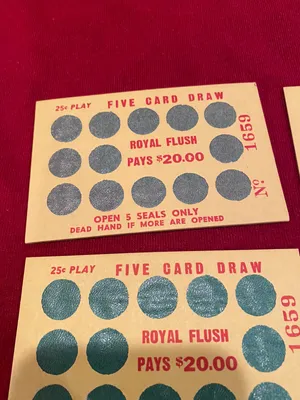 25¢ PLAY FIVE CARD DRAW
ROYAL FLUSH
PAYS $20.00
OPEN 5 SEALS ONLY
DEAD HAND IF MORE ARE OPENED
Nº 1659
25¢ PLAY FIVE CARD DRAW
ROYAL FLUSH
PAYS $20.00
1659